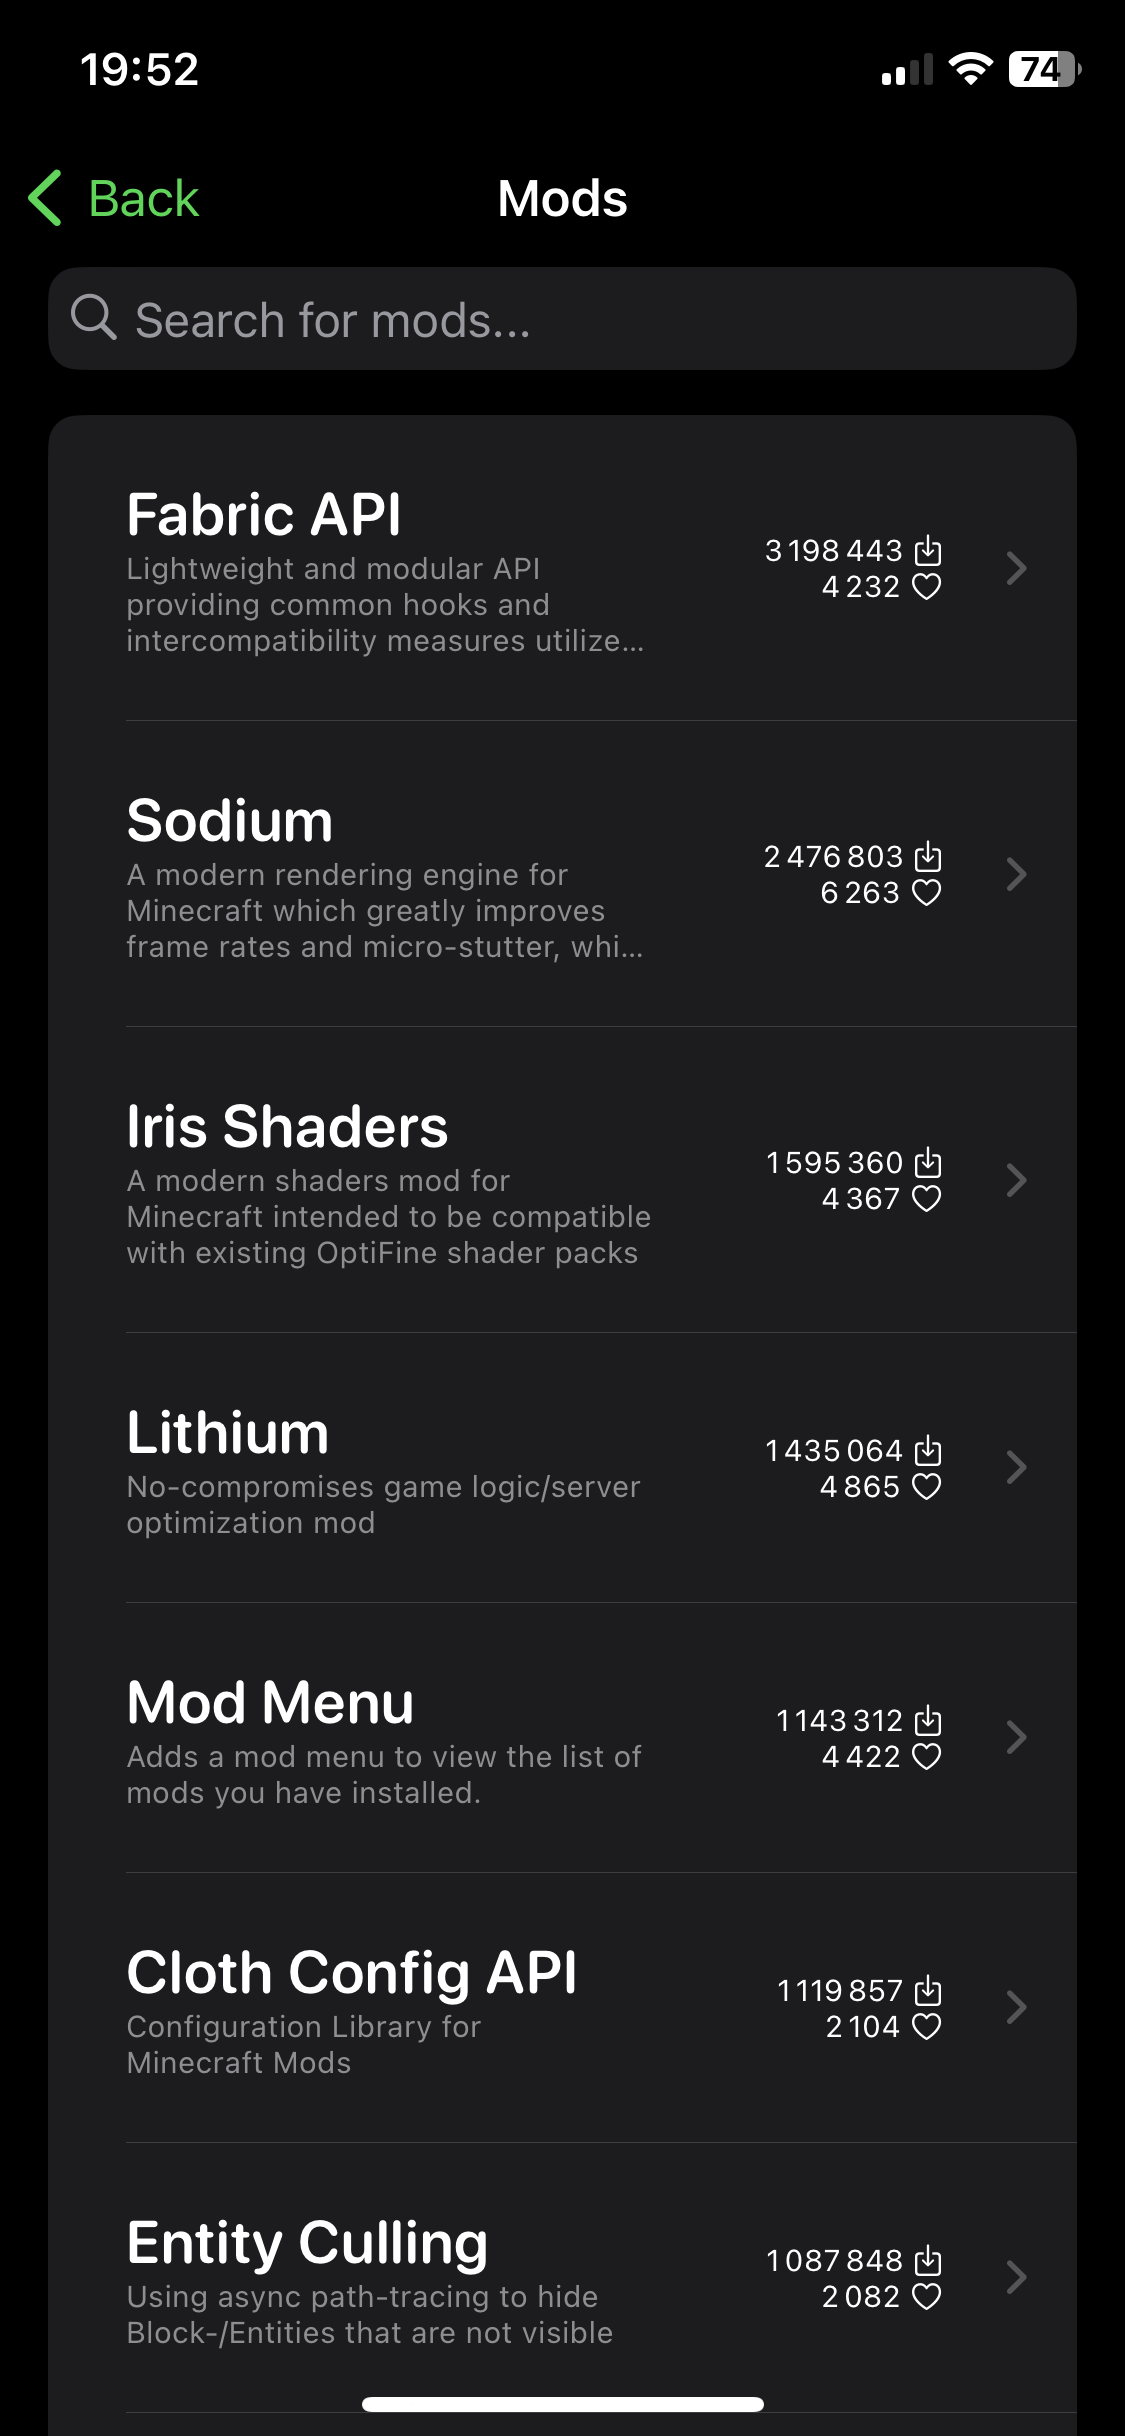 19:52
74
Back
Mods
Search for mods...
Fabric API
Lightweight and modular API
providing common hooks and
intercompatibility measures utilize...
3 198 443
4 232
Sodium
A modern rendering engine for
Minecraft which greatly improves
frame rates and micro-stutter, whi...
2 476 803
6 263
Iris Shaders
A modern shaders mod for
Minecraft intended to be compatible
with existing OptiFine shader packs
1 595 360
4 367
Lithium
No-compromises game logic/server
optimization mod
1 435 064
4 865
Mod Menu
Adds a mod menu to view the list of
mods you have installed.
1 143 312
4 422
Cloth Config API
Configuration Library for
Minecraft Mods
1 119 857
2 104
Entity Culling
Using async path-tracing to hide
Block-/Entities that are not visible
1 087 848
2 082